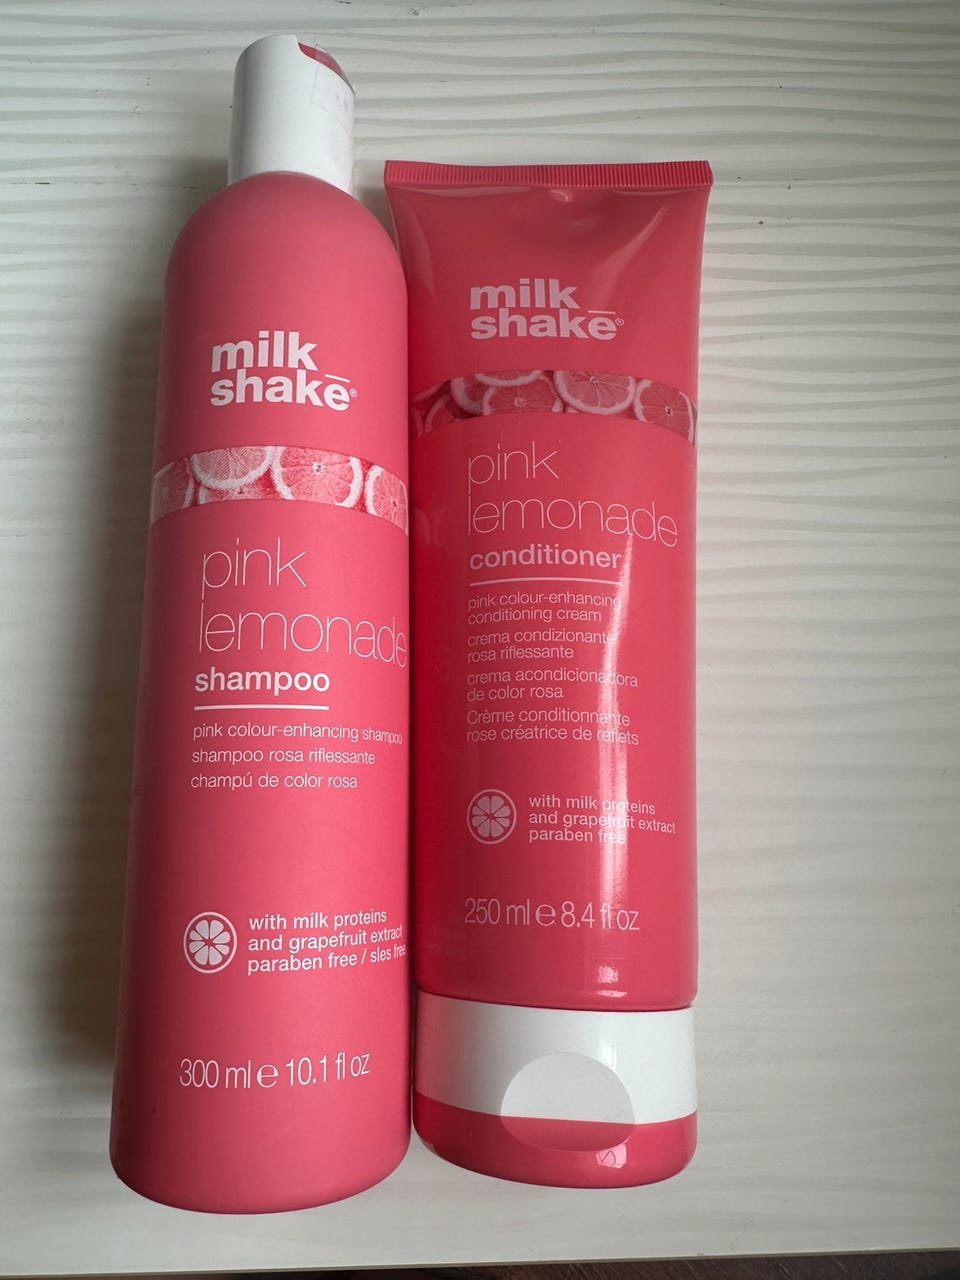 milk_
shake®
pink
lemonade
shampoo
pink colour-enhancing shampoo
shampoo rosa riflessante
champú de color rosa
with milk proteins
and grapefruit extract
paraben free / sles free
300 ml e 10.1 fl oz
milk_
shake®
pink
lemonade
conditioner
pink colour-enhancing
conditioning cream
crema condizionante
rosa riflessante
crema acondicionadora
de color rosa
Crème conditionnante
rose créatrice de reflets
with milk proteins
and grapefruit extract
paraben free
250 ml e 8.4 fl oz